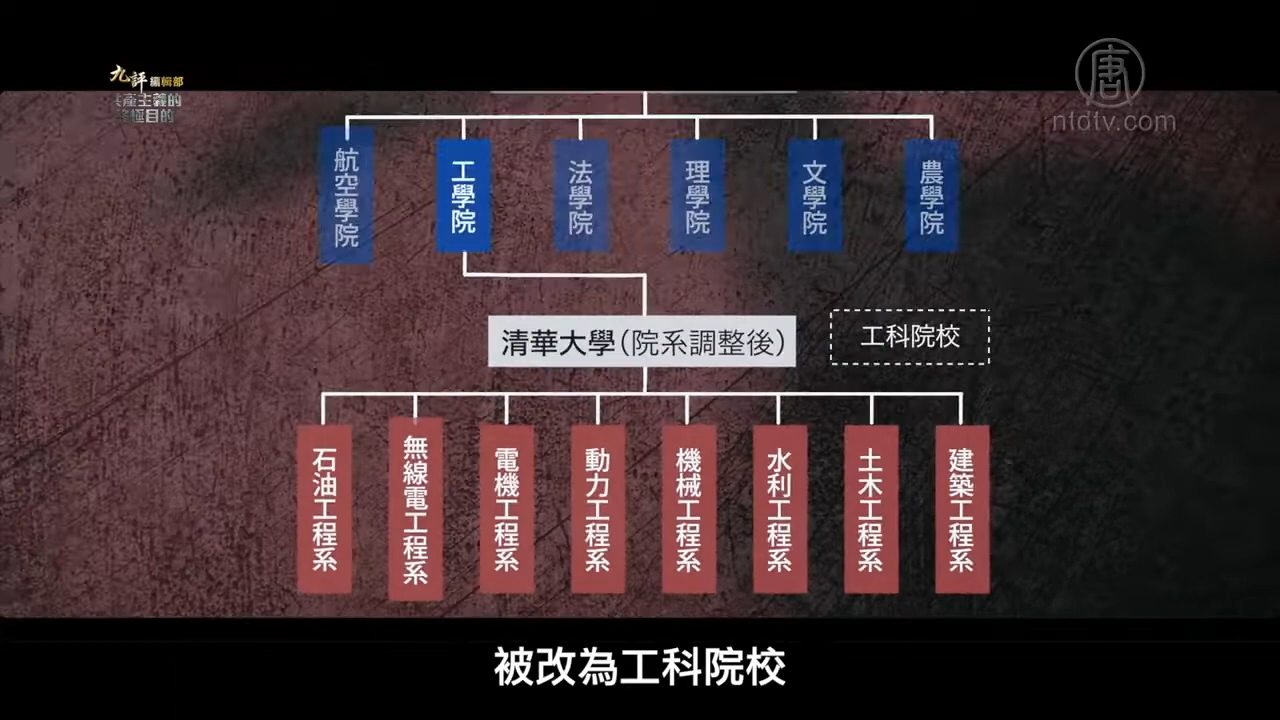 九評編輯部
共產主義的
終極目的
唐
ntdtv.com
航空學院
工學院
法學院
理學院
文學院
農學院
清華大學(院系調整後)
工科院校
石油工程系
無線電工程系
電機工程系
動力工程系
機械工程系
水利工程系
土木工程系
建築工程系
被改為工科院校